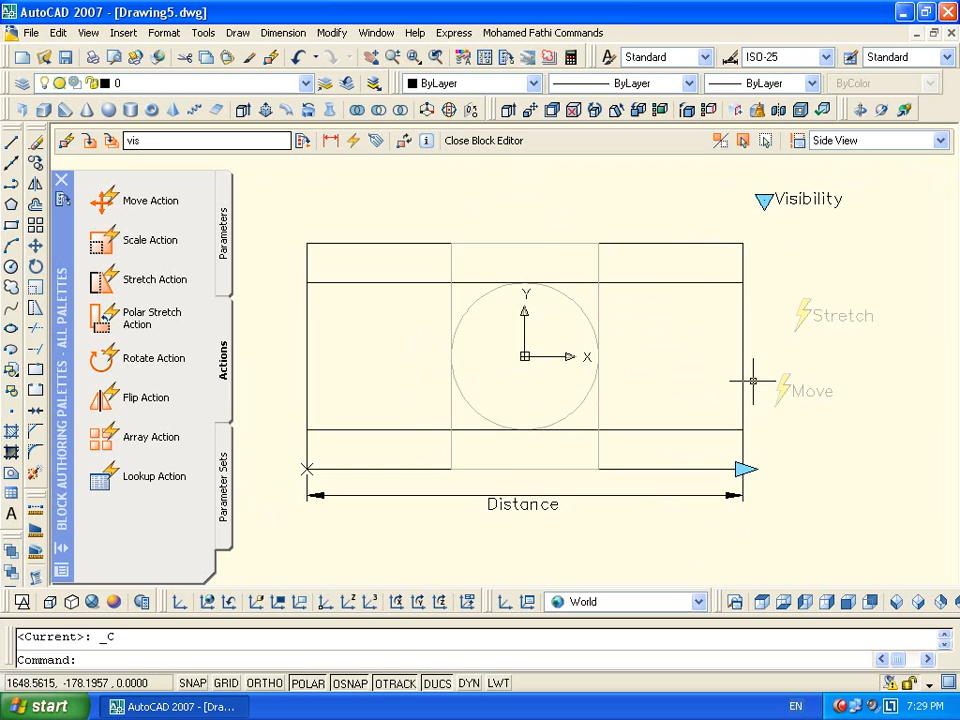 AutoCAD 2007 - [Drawing5.dwg]
File Edit View Insert Format Tools Draw Dimension Modify Window Help Express Mohamed Fathi Commands
Standard ISO-25 Standard
0 ByLayer ByLayer ByLayer ByColor
vis Close Block Editor Side View
Move Action
Scale Action
Stretch Action
Polar Stretch
Action
Rotate Action
Flip Action
Array Action
Lookup Action
Parameters
Actions
Parameter Sets
BLOCK AUTHORING PALETTES - ALL PALETTES
Visibility
Y
Stretch
X
Move
Distance
A
World
<Current>: _C
Command:
1648.5615, -178.1957, 0.0000 SNAP GRID ORTHO POLAR OSNAP OTRACK DUCS DYN LWT
start AutoCAD 2007 - [Dra... EN 7:29 PM